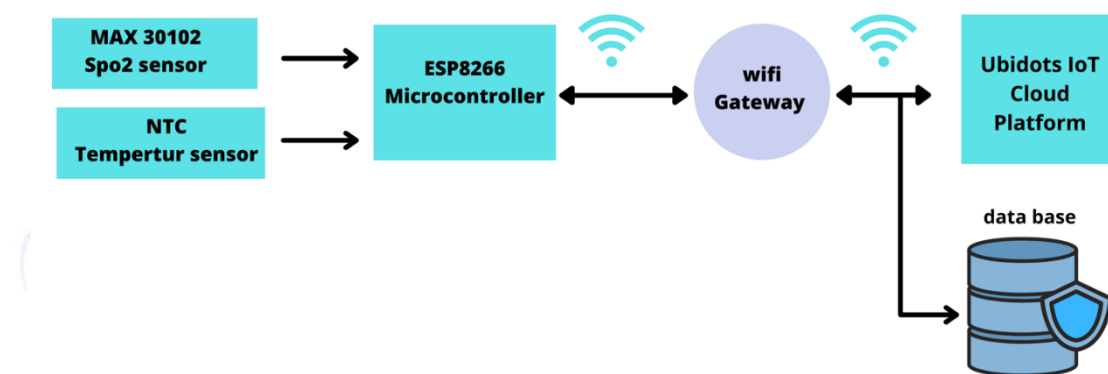 MAX 30102
Spo2 sensor
NTC
Tempertur sensor
ESP8266
Microcontroller
wifi
Gateway
Ubidots IoT
Cloud
Platform
data base